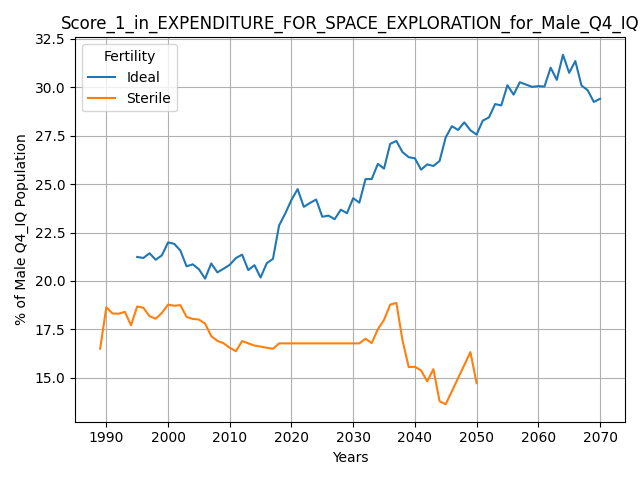 Score_1_in_EXPENDITURE_FOR_SPACE_EXPLORATION_for_Male_Q4_IQ
Fertility
Ideal
Sterile
32.5
30.0
27.5
25.0
22.5
20.0
17.5
15.0
% of Male Q4_IQ Population
1990 2000 2010 2020 2030 2040 2050 2060 2070
Years